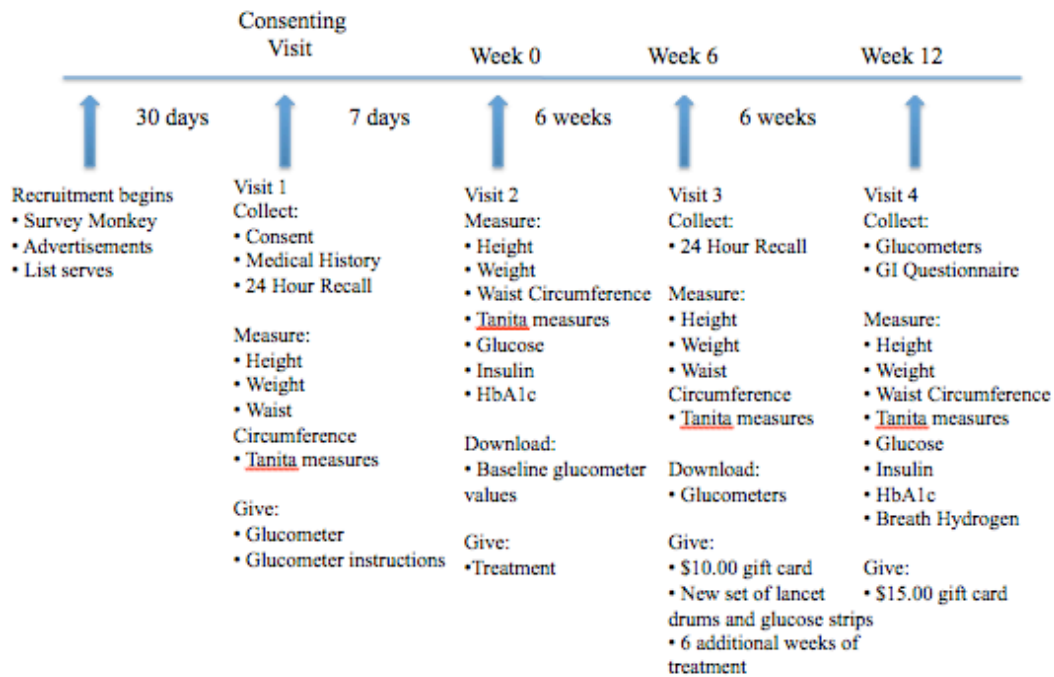 Consenting
Visit
Week 0
Week 6
Week 12
30 days
7 days
6 weeks
6 weeks
Recruitment begins
• Survey Monkey
• Advertisements
• List serves
Visit 1
Collect:
• Consent
• Medical History
• 24 Hour Recall
Measure:
• Height
• Weight
• Waist
Circumference
• Tanita measures
Give:
• Glucometer
• Glucometer instructions
Visit 2
Measure:
• Height
• Weight
• Waist Circumference
• Tanita measures
• Glucose
• Insulin
• HbA1c
Download:
• Baseline glucometer
values
Give:
•Treatment
Visit 3
Collect:
• 24 Hour Recall
Measure:
• Height
• Weight
• Waist
Circumference
• Tanita measures
Download:
• Glucometers
Give:
• $10.00 gift card
• New set of lancet
drums and glucose strips
• 6 additional weeks of
treatment
Visit 4
Collect:
• Glucometers
• GI Questionnaire
Measure:
• Height
• Weight
• Waist Circumference
• Tanita measures
• Glucose
• Insulin
• HbA1c
• Breath Hydrogen
Give:
• $15.00 gift card